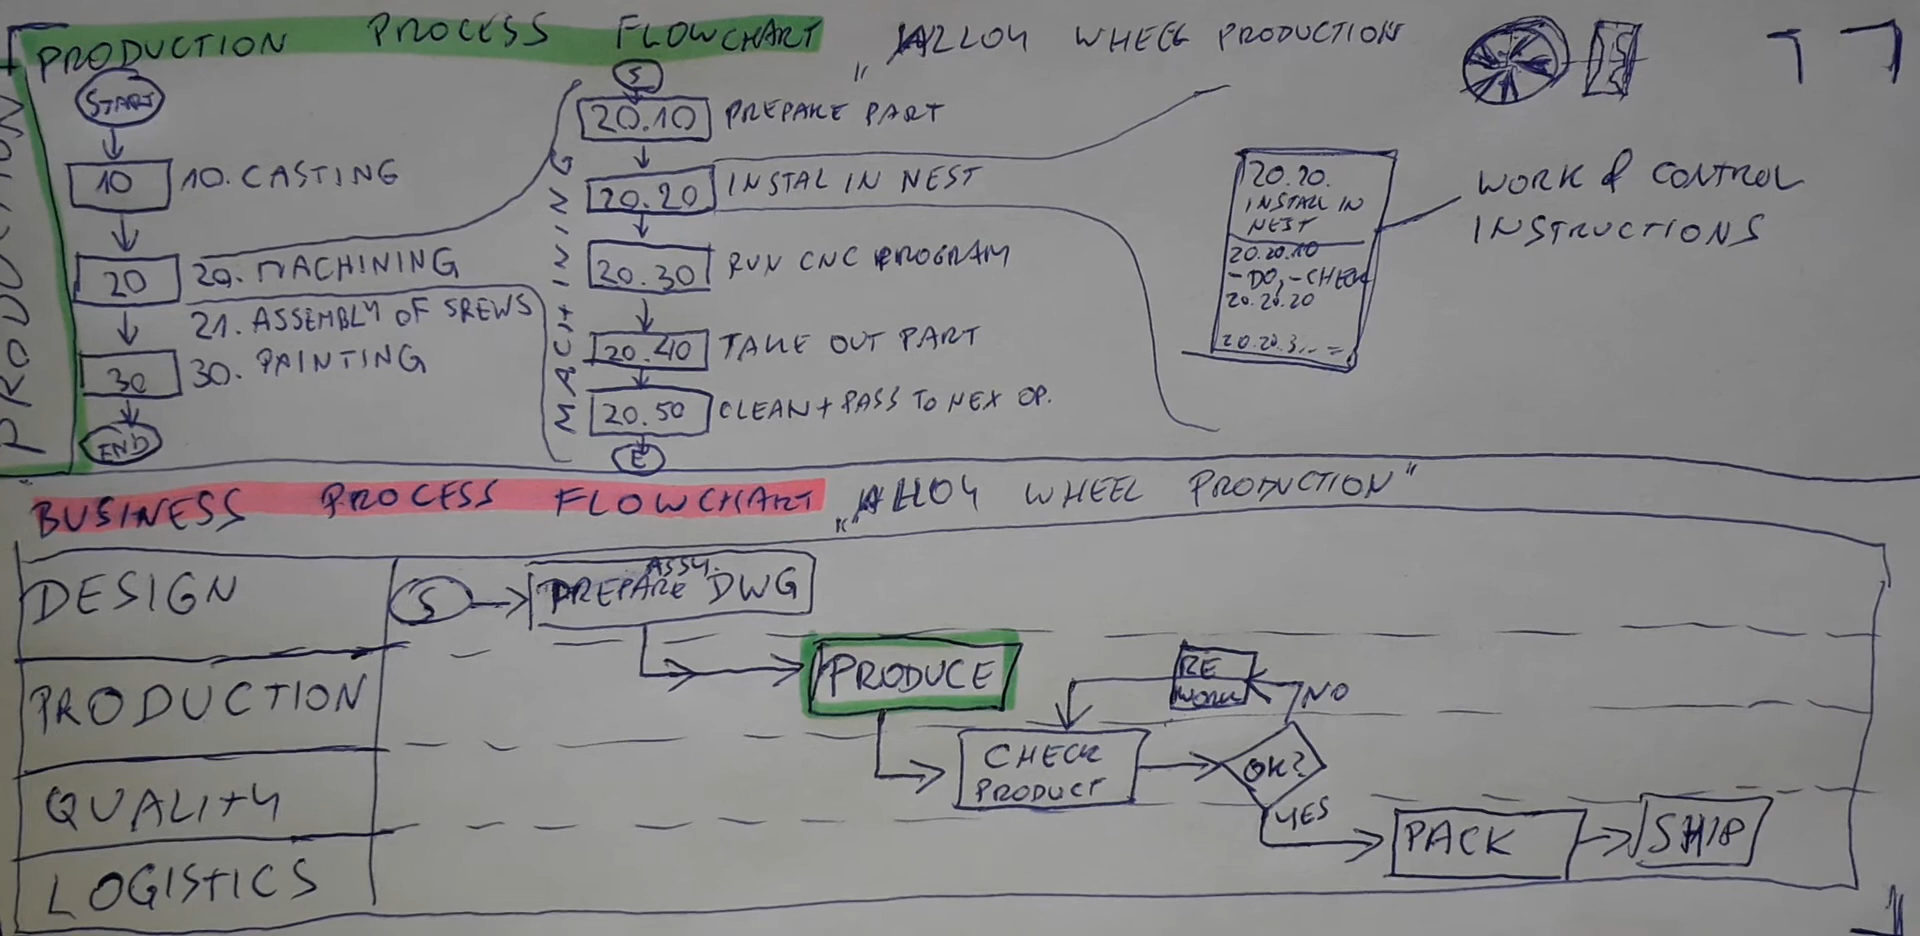 PRODUCTION PROCESS FLOWCHART „ALLOY WHEEL PRODUCTION
PRODUCTION
START
10
10. CASTING
20
20. MACHINING
21. ASSEMBLY OF SREWS
30
30. PAINTING
END
MACHINING
S
20.10
PREPARE PART
20.20
INSTAL IN NEST
20.30
RUN CNC PROGRAM
20.40
TAKE OUT PART
20.50
CLEAN + PASS TO NEX OP.
E
20.20.
INSTALL IN
NEST
20.20.10
-DO, -CHECK
20.20.20
20.20.3...
WORK & CONTROL
INSTRUCTIONS
BUSINESS PROCESS FLOWCHART „ALLOY WHEEL PRODUCTION"
DESIGN
S
ASSY.
PREPARE DWG
PRODUCTION
PRODUCE
RE
WORK
NO
QUALITY
CHECK
PRODUCT
OK?
YES
LOGISTICS
PACK
SHIP